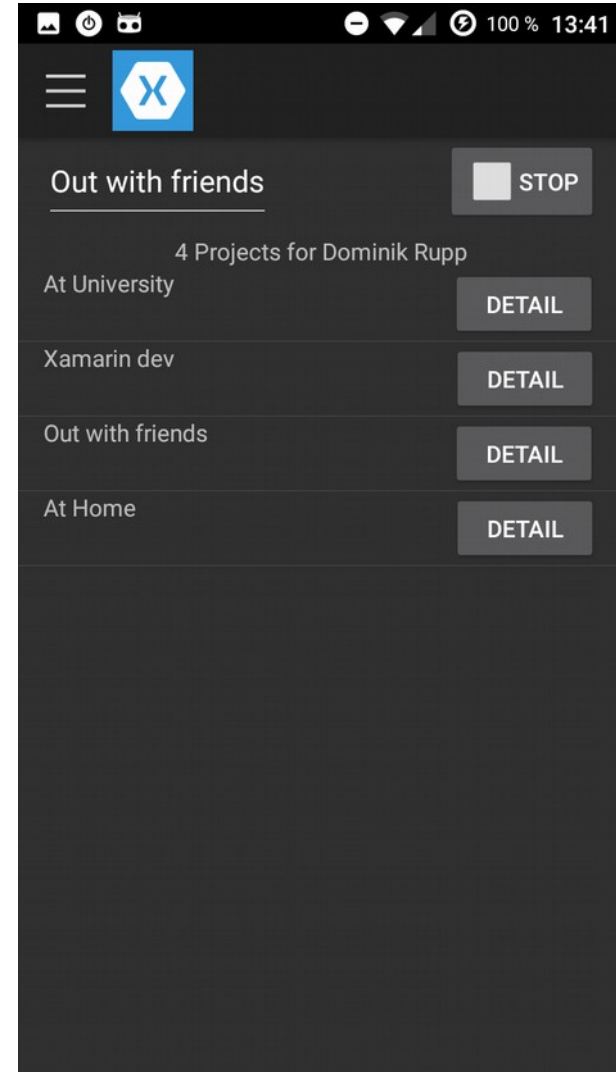 100 % 13:41
X
Out with friends STOP
4 Projects for Dominik Rupp
At University
DETAIL
Xamarin dev
DETAIL
Out with friends
DETAIL
At Home
DETAIL